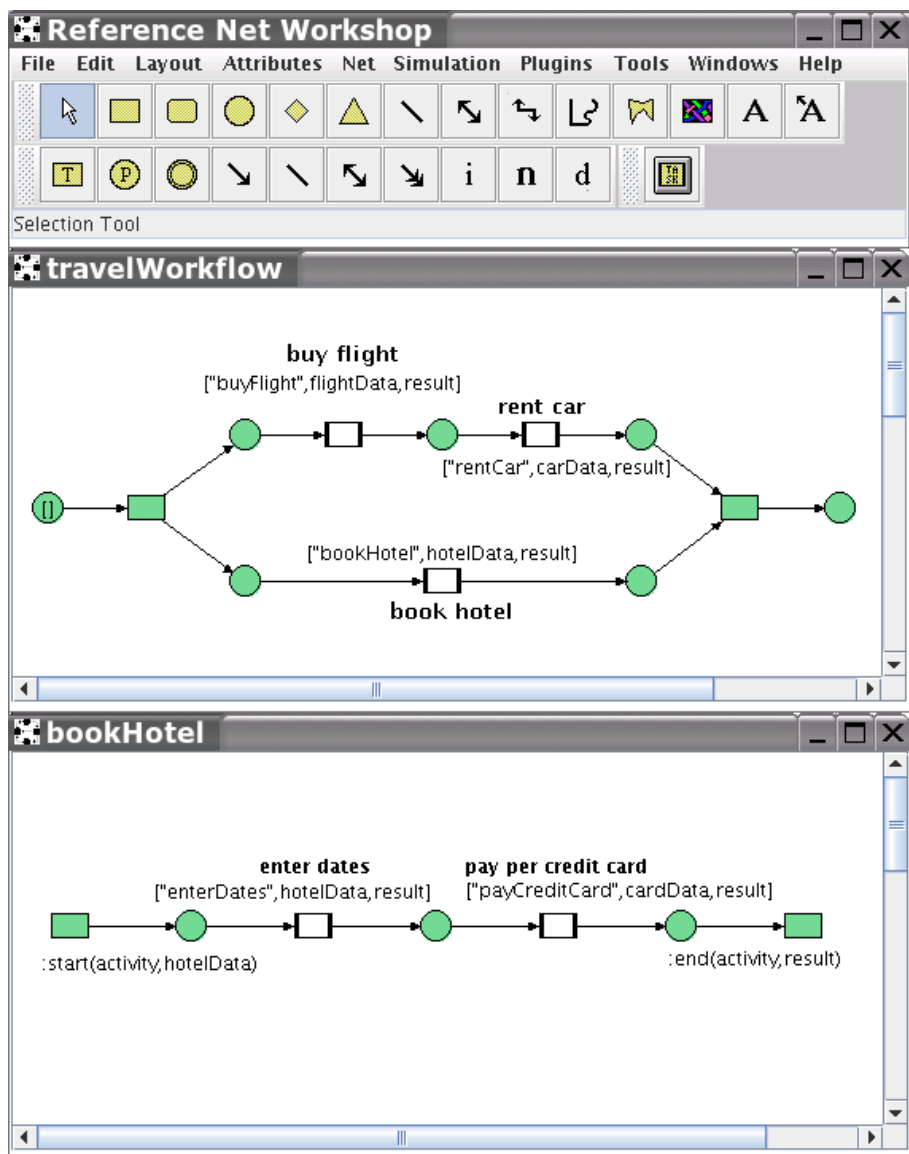 Reference Net Workshop
File Edit Layout Attributes Net Simulation Plugins Tools Windows Help
A A
T P i n d TA SK
Selection Tool
travelWorkflow
buy flight
["buyFlight",flightData,result]
rent car
["rentCar",carData,result]
[]
["bookHotel",hotelData,result]
book hotel
bookHotel
enter dates
["enterDates",hotelData,result]
pay per credit card
["payCreditCard",cardData,result]
:start(activity,hotelData)
:end(activity,result)